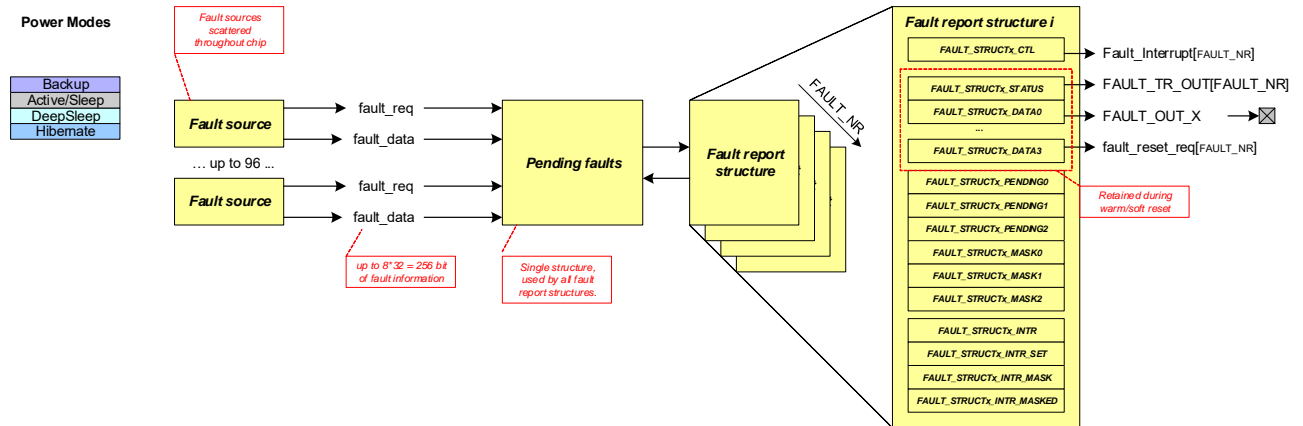 Power Modes
Backup
Active/Sleep
DeepSleep
Hibernate
Fault sources
scattered
throughout chip
Fault source
fault_req
fault_data
... up to 96 ...
Fault source
fault_req
fault_data
up to 8*32 = 256 bit
of fault information
Pending faults
Single structure,
used by all fault
report structures.
Fault report
structure
FAULT_NR
Fault report structure i
FAULT_STRUCTx_CTL
FAULT_STRUCTx_STATUS
FAULT_STRUCTx_DATA0
...
FAULT_STRUCTx_DATA3
FAULT_STRUCTx_PENDING0
FAULT_STRUCTx_PENDING1
FAULT_STRUCTx_PENDING2
FAULT_STRUCTx_MASK0
FAULT_STRUCTx_MASK1
FAULT_STRUCTx_MASK2
FAULT_STRUCTx_INTR
FAULT_STRUCTx_INTR_SET
FAULT_STRUCTx_INTR_MASK
FAULT_STRUCTx_INTR_MASKED
Fault_Interrupt[FAULT_NR]
FAULT_TR_OUT[FAULT_NR]
FAULT_OUT_X
fault_reset_req[FAULT_NR]
Retained during
warm/soft reset